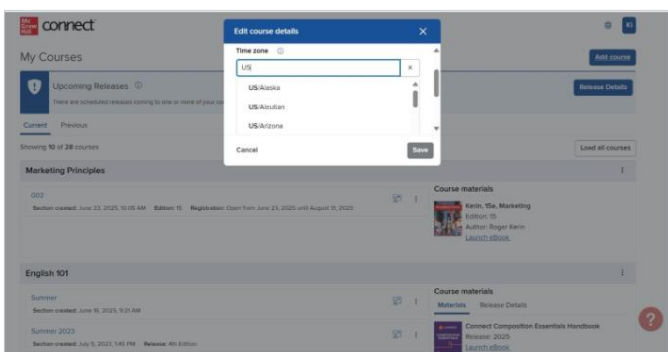 Mc
Graw
Hill
connect
KJ
My Courses
Add course
Upcoming Releases
There are scheduled releases coming to one or more of your
Release Details
Current Previous
Showing 10 of 28 courses
Load all courses
Edit course details
Time zone
US
US/Alaska
US/Aleutian
US/Arizona
Cancel
Save
Marketing Principles
002
Section created: June 23, 2025, 10:05 AM Edition: 15 Registration: Open from June 23, 2025 until August 31, 2025
Course materials
Kerin, 15e, Marketing
Edition: 15
Author: Roger Kerin
Launch eBook
English 101
Summer
Section created: June 16, 2025, 9:21 AM
Course materials
Materials Release Details
Summer 2023
Section created: July 5, 2023, 1:45 PM Release: 4th Edition
Connect Composition Essentials Handbook
Release: 2025
Launch eBook
?